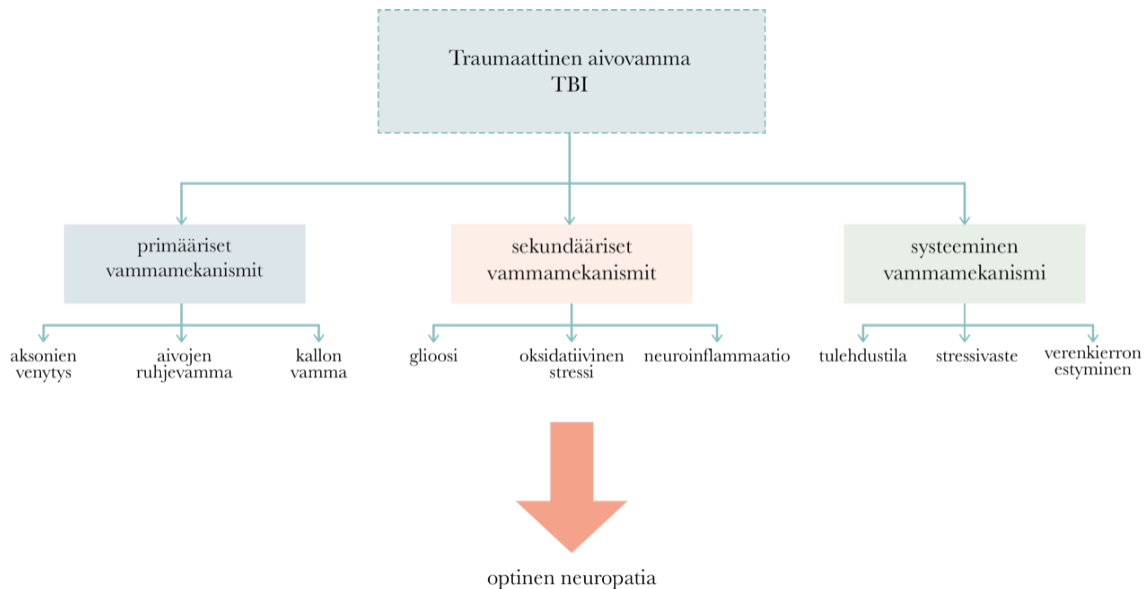 Traumaattinen aivovamma
TBI
primääriset
vammamekanismit
sekundääriset
vammamekanismit
systeeminen
vammamekanismi
aksonien
venytys
aivojen
ruhjevamma
kallon
vamma
glioosi
oksidatiivinen
stressi
neuroinflammaatio
tulehdustila
stressivaste
verenkierron
estyminen
optinen neuropatia